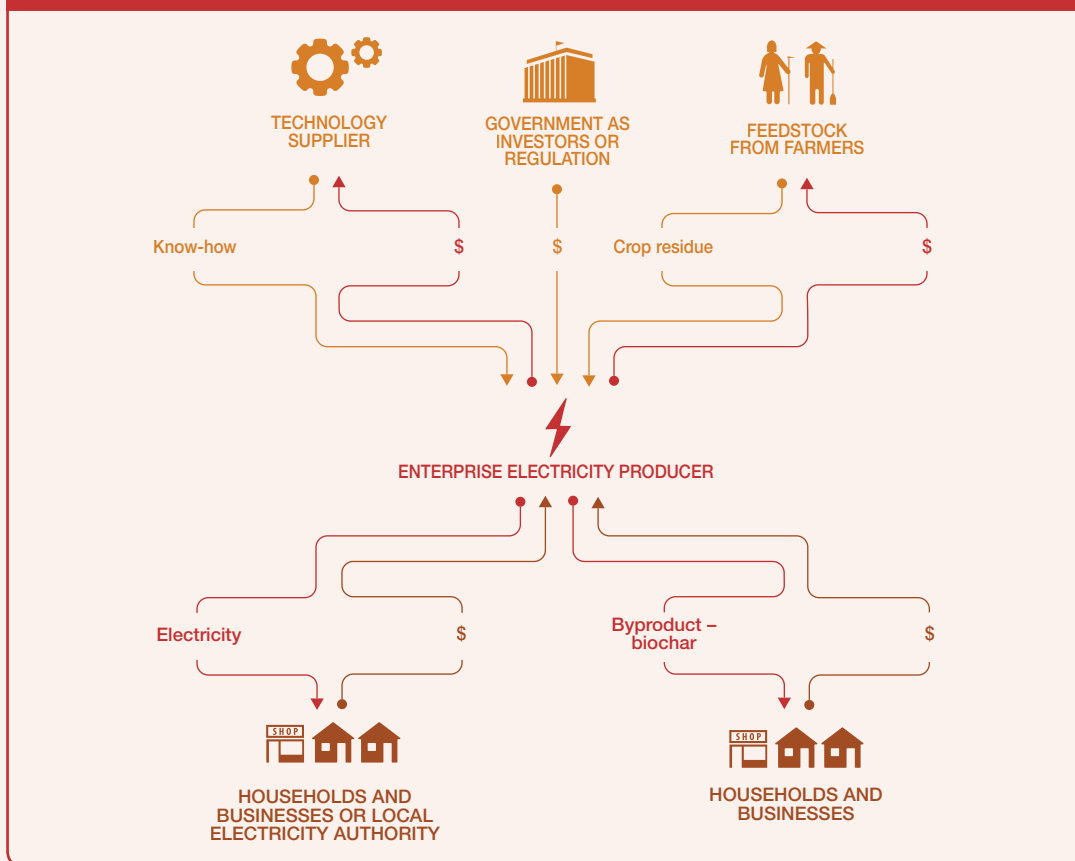 TECHNOLOGY
SUPPLIER
GOVERNMENT AS
INVESTORS OR
REGULATION
FEEDSTOCK
FROM FARMERS
Know-how
$
$
Crop residue
$
ENTERPRISE ELECTRICITY PRODUCER
Electricity
$
Byproduct –
biochar
$
SHOP
SHOP
HOUSEHOLDS AND
BUSINESSES OR LOCAL
ELECTRICITY AUTHORITY
HOUSEHOLDS AND
BUSINESSES